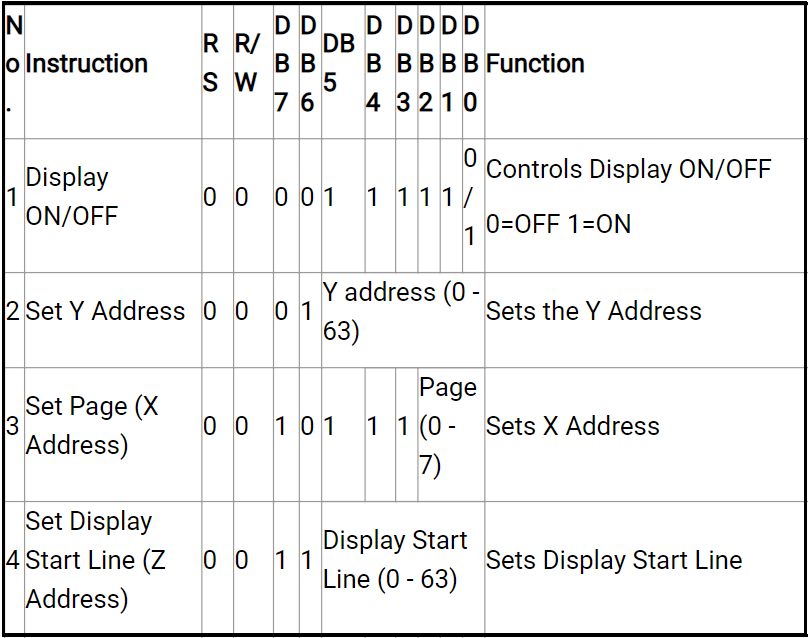 No. Instruction RS R/W DB7 DB6 DB5 DB4 DB3 DB2 DB1 DB0 Function
1 Display ON/OFF 0 0 0 0 1 1 1 1 1 0/1 Controls Display ON/OFF
0=OFF 1=ON
2 Set Y Address 0 0 0 1 Y address (0 - 63) Sets the Y Address
3 Set Page (X Address) 0 0 1 0 1 1 1 Page (0 - 7) Sets X Address
4 Set Display Start Line (Z Address) 0 0 1 1 Display Start Line (0 - 63) Sets Display Start Line